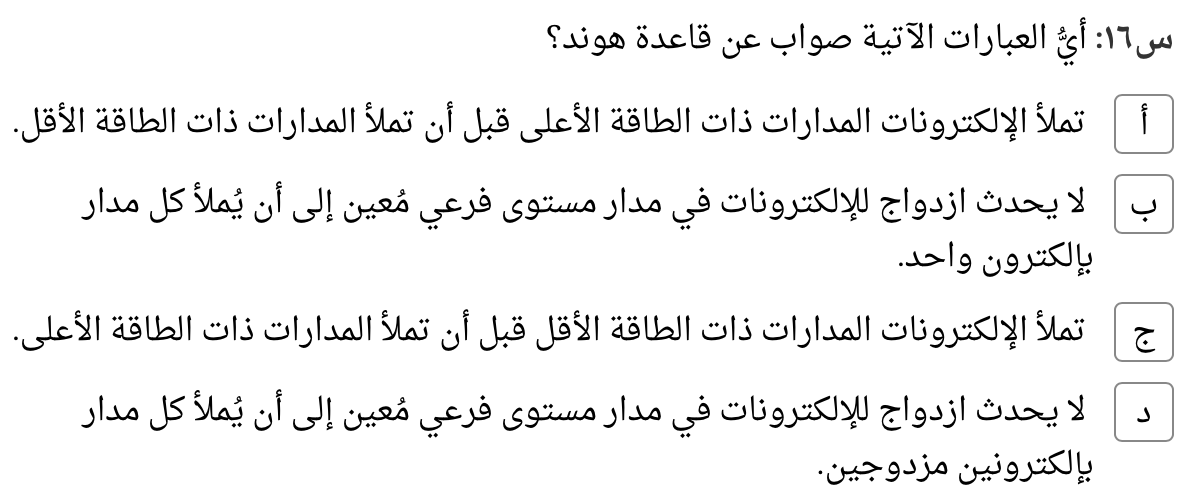 س١٦: أيُّ العبارات الآتية صواب عن قاعدة هوند؟
أ تملأ الإلكترونات المدارات ذات الطاقة الأعلى قبل أن تملأ المدارات ذات الطاقة الأقل.
ب لا يحدث ازدواج للإلكترونات في مدار مستوى فرعي مُعين إلى أن يُملأ كل مدار
بإلكترون واحد.
ج تملأ الإلكترونات المدارات ذات الطاقة الأقل قبل أن تملأ المدارات ذات الطاقة الأعلى.
د لا يحدث ازدواج للإلكترونات في مدار مستوى فرعي مُعين إلى أن يُملأ كل مدار
بإلكترونين مزدوجين.